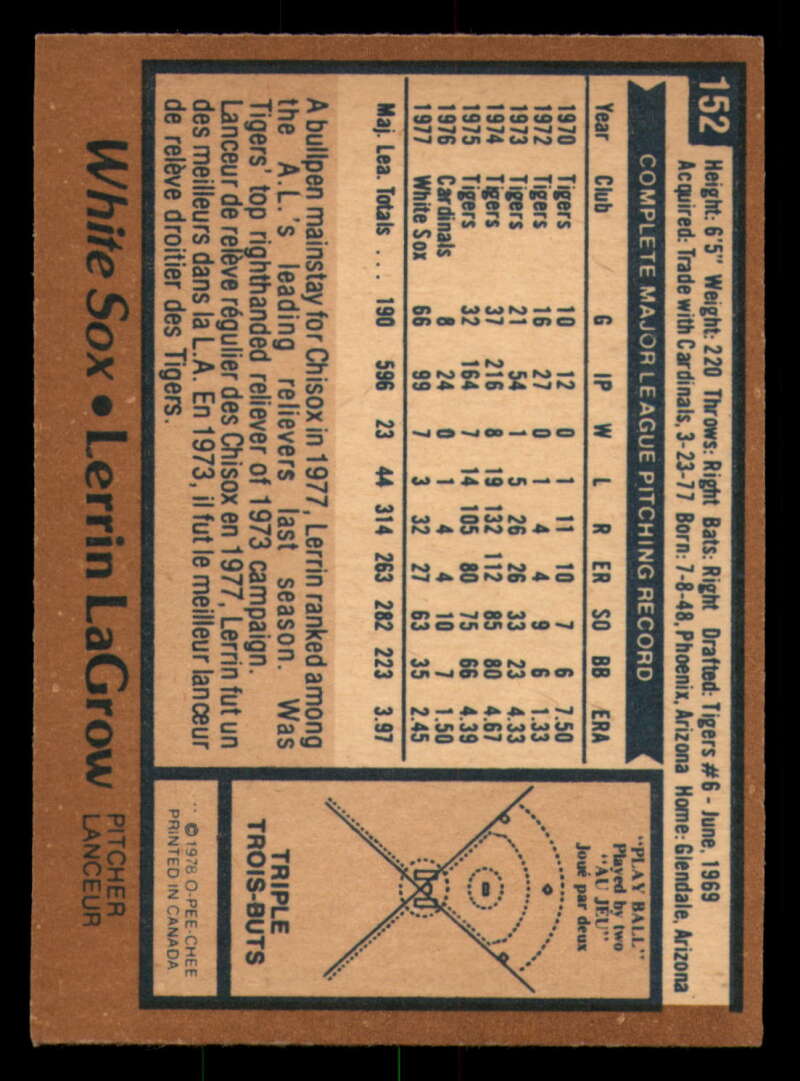 152
Height: 6'5" Weight: 220 Throws: Right Bats: Right Drafted: Tigers #6 - June, 1969
Acquired: Trade with Cardinals, 3-23-77 Born: 7-8-48, Phoenix, Arizona Home: Glendale, Arizona
COMPLETE MAJOR LEAGUE PITCHING RECORD
Year Club G IP W L R ER SO BB ERA
1970 Tigers 10 12 0 1 11 10 7 6 7.50
1972 Tigers 16 27 0 1 4 4 9 6 1.33
1973 Tigers 21 54 1 5 26 26 33 23 4.33
1974 Tigers 37 216 8 19 132 112 85 80 4.67
1975 Tigers 32 164 7 14 105 80 75 66 4.39
1976 Cardinals 8 24 0 1 4 4 10 7 1.50
1977 White Sox 66 99 7 3 32 27 63 35 2.45
Maj. Lea. Totals ... 190 596 23 44 314 263 282 223 3.97
A bullpen mainstay for Chisox in 1977, Lerrin ranked among
the A.L.'s leading relievers last season. Was
Tigers' top righthanded reliever of 1973 campaign.
Lanceur de relève régulier des Chisox en 1977, Lerrin fut un
des meilleurs dans la L.A. En 1973, il fut le meilleur lanceur
de relève droitier des Tigers.
"PLAY BALL"
Played by two
"AU JEU"
Joué par deux
TRIPLE
TROIS-BUTS
© 1978 O-PEE-CHEE
PRINTED IN CANADA
White Sox • Lerrin LaGrow
PITCHER
LANCEUR